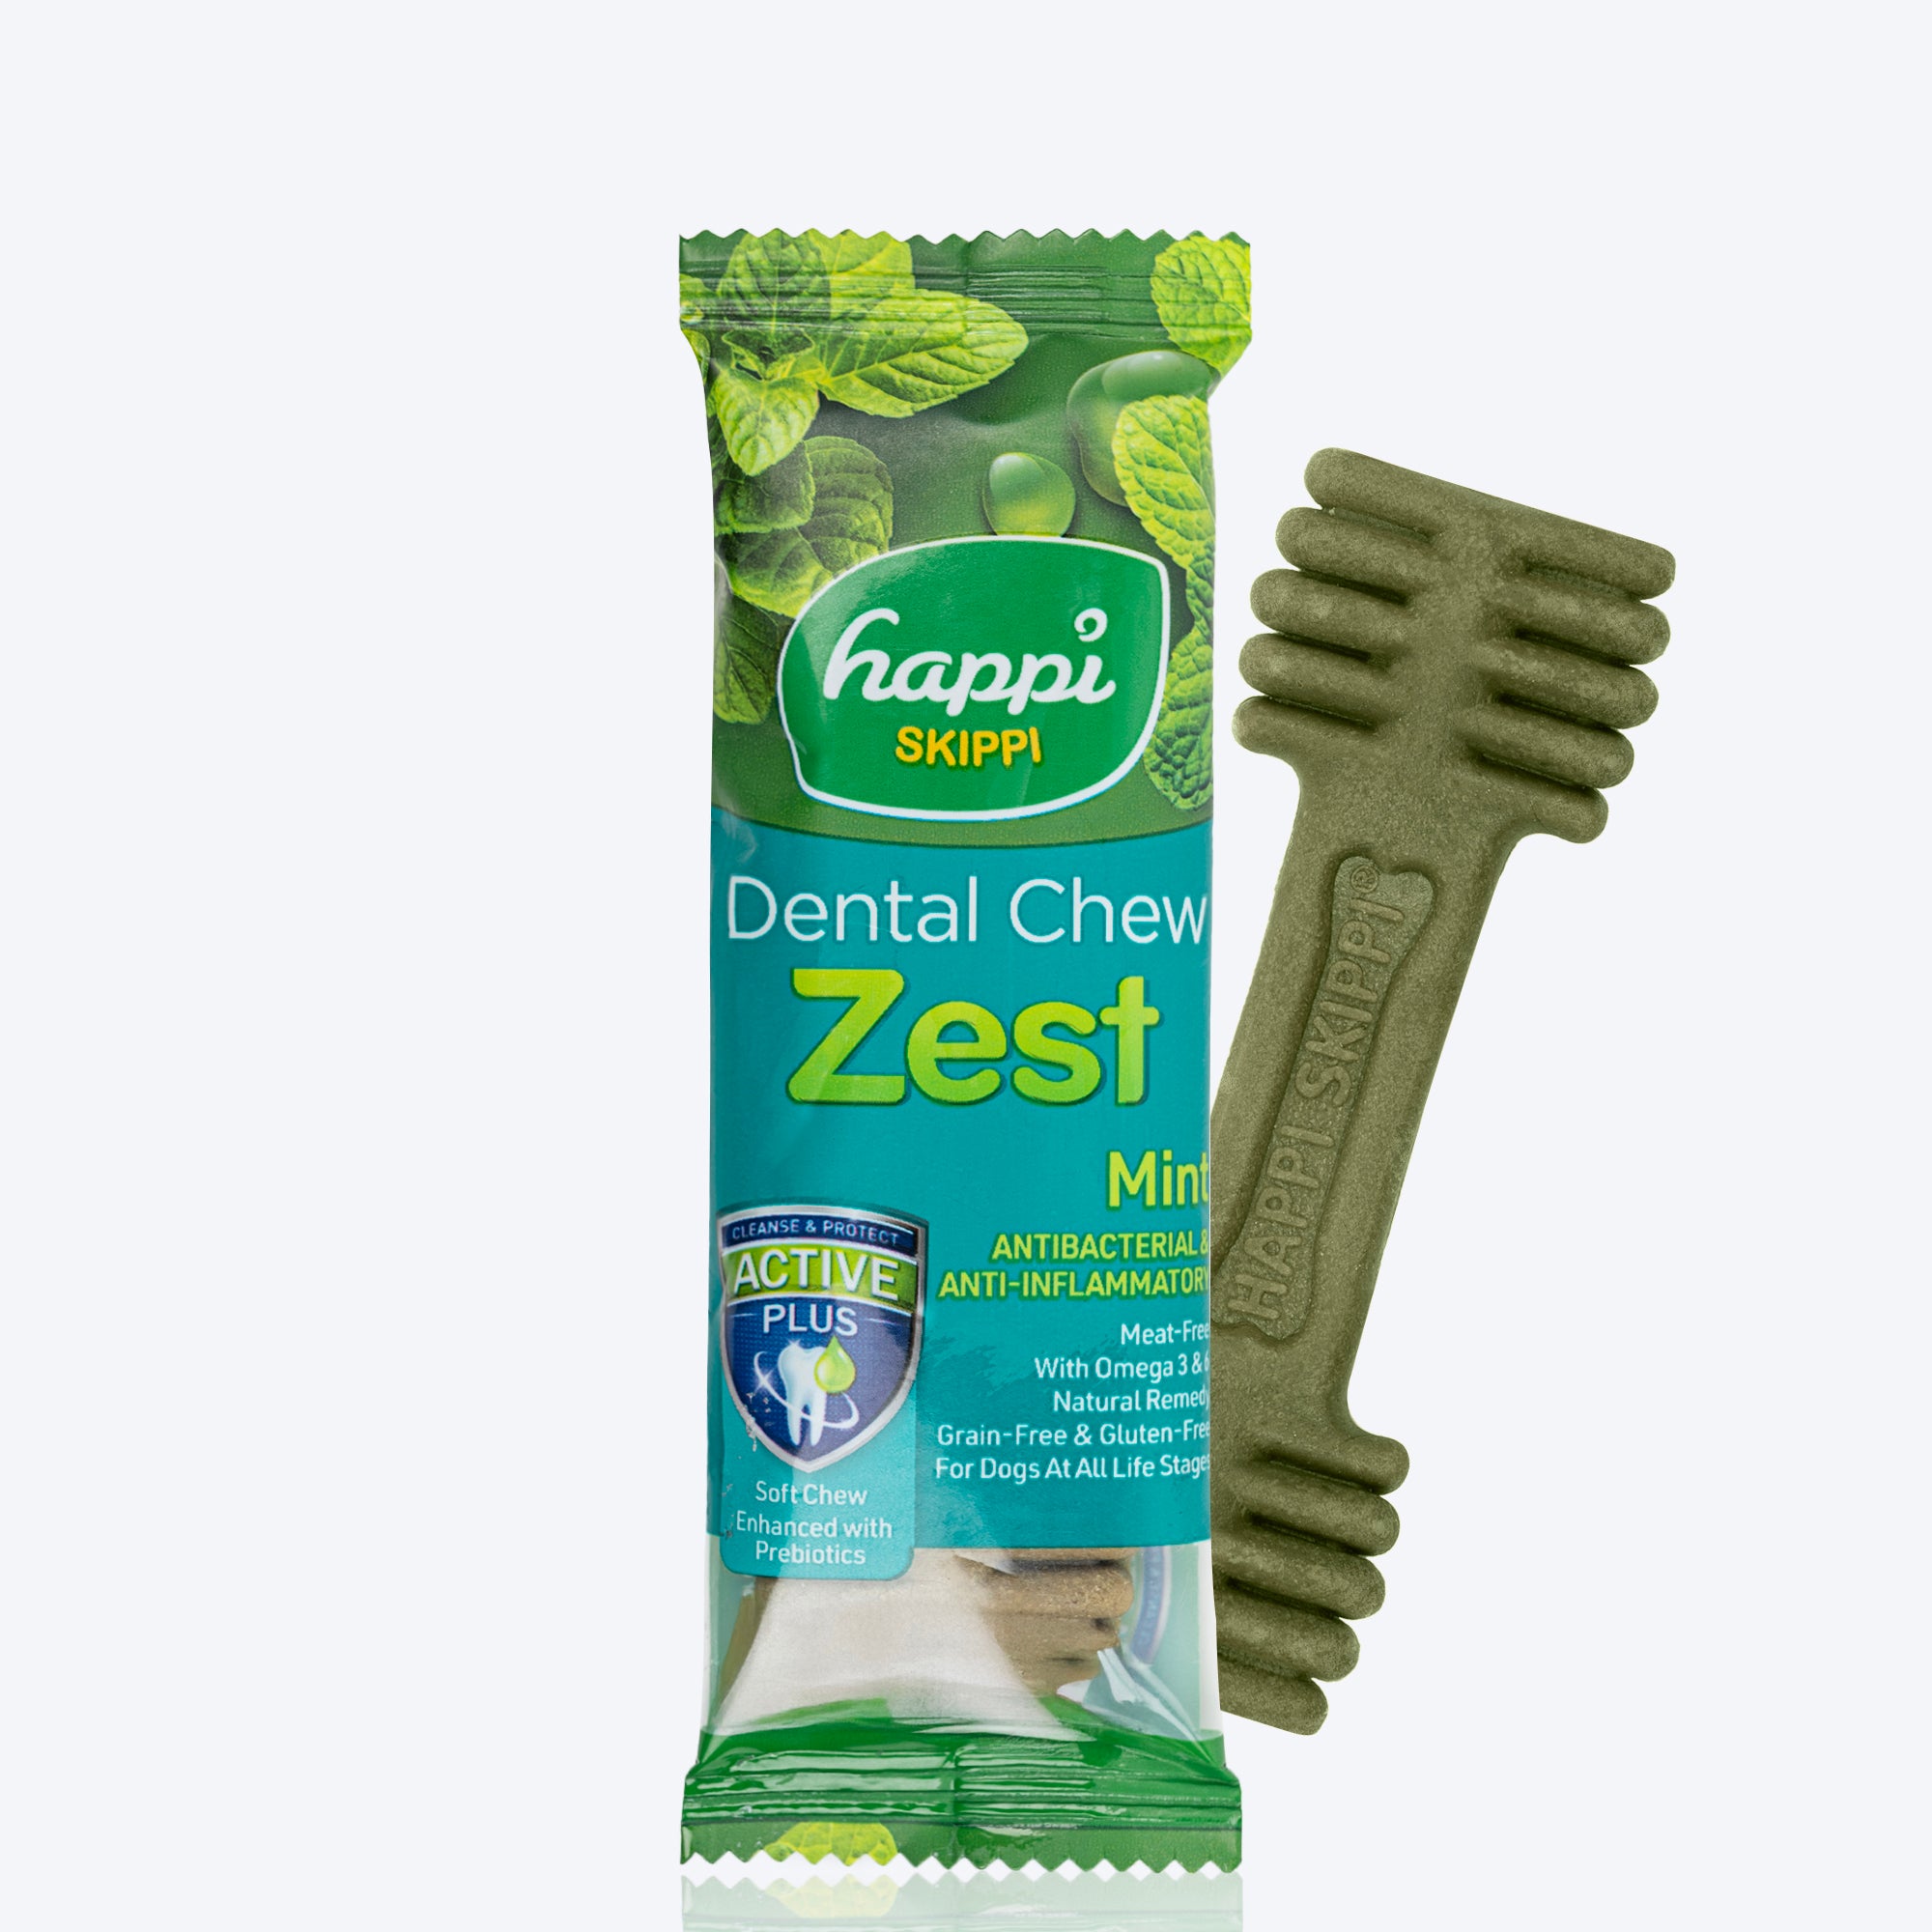 happi
SKIPPI
Dental Chew
Zest
Mint
ANTIBACTERIAL &
ANTI-INFLAMMATORY
Meat-Free
With Omega 3 & 6
Natural Remedy
Grain-Free & Gluten-Free
For Dogs At All Life Stages
CLEANSE & PROTECT
ACTIVE
PLUS
Soft Chew
Enhanced with
Prebiotics
HAPPI SKIPPI®